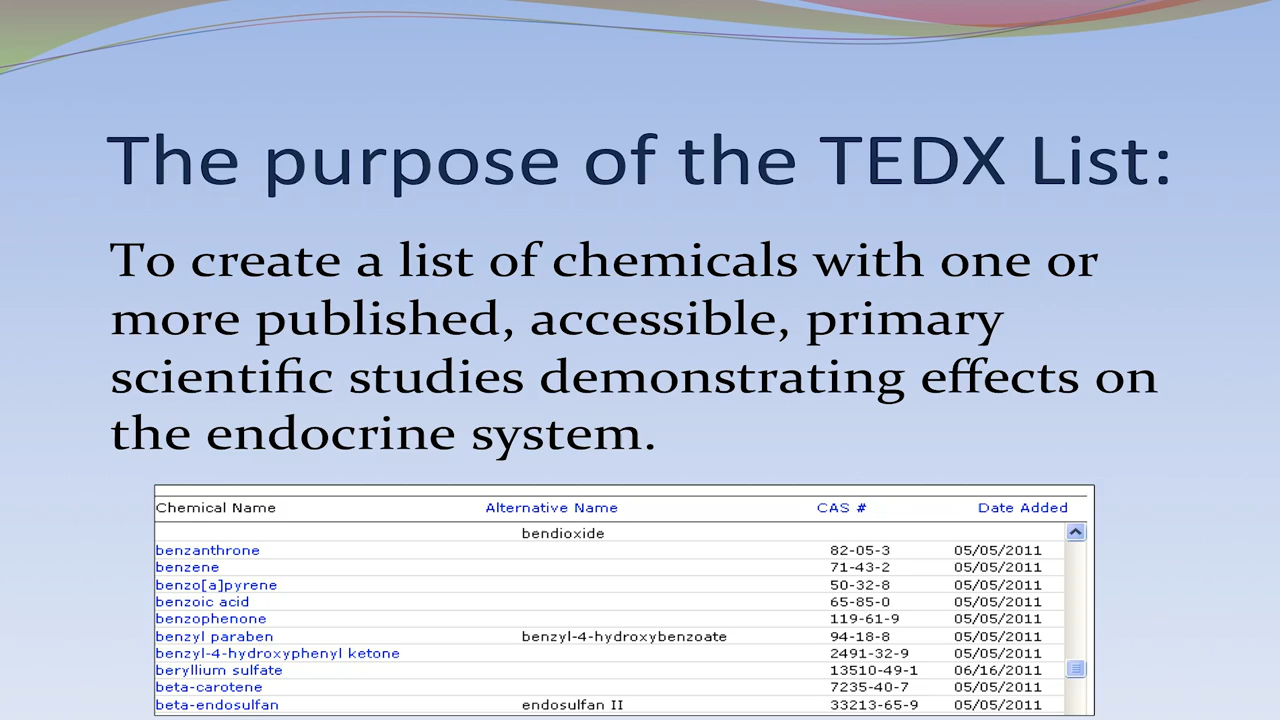 The purpose of the TEDX List:
To create a list of chemicals with one or
more published, accessible, primary
scientific studies demonstrating effects on
the endocrine system.
Chemical Name Alternative Name CAS # Date Added
bendioxide
benzanthrone 82-05-3 05/05/2011
benzene 71-43-2 05/05/2011
benzo[a]pyrene 50-32-8 05/05/2011
benzoic acid 65-85-0 05/05/2011
benzophenone 119-61-9 05/05/2011
benzyl paraben benzyl-4-hydroxybenzoate 94-18-8 05/05/2011
benzyl-4-hydroxyphenyl ketone 2491-32-9 05/05/2011
beryllium sulfate 13510-49-1 06/16/2011
beta-carotene 7235-40-7 05/05/2011
beta-endosulfan endosulfan II 33213-65-9 05/05/2011